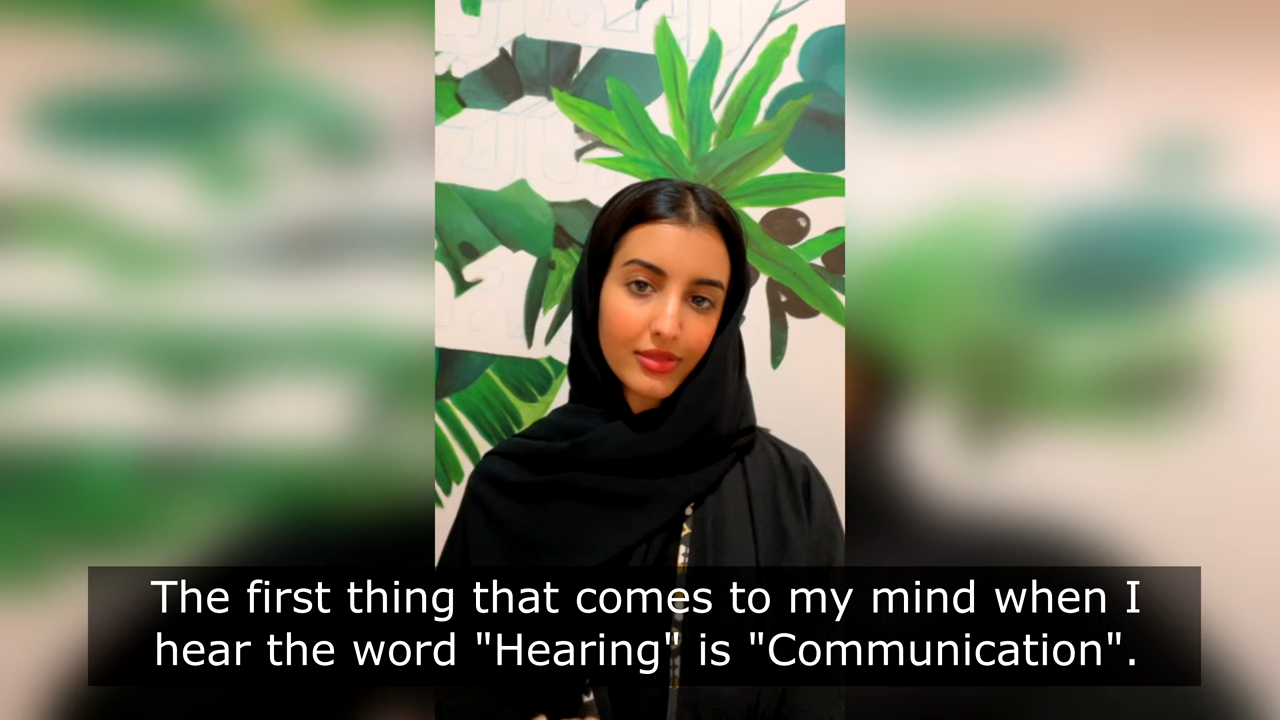 The first thing that comes to my mind when I
hear the word "Hearing" is "Communication".